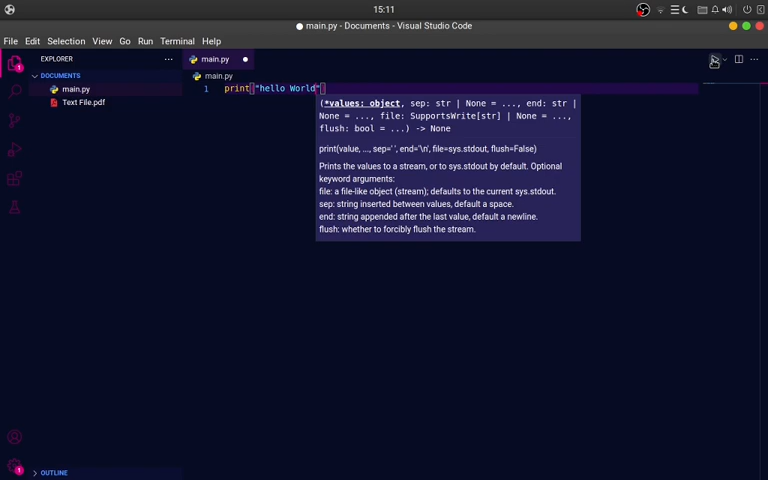 15:11
main.py - Documents - Visual Studio Code
File Edit Selection View Go Run Terminal Help
EXPLORER
main.py
DOCUMENTS
main.py
main.py
Text File.pdf
1 print("hello World")
(*values: object, sep: str | None = ..., end: str |
None = ..., file: SupportsWrite[str] | None = ...,
flush: bool = ...) -> None
print(value, ..., sep=' ', end='\n', file=sys.stdout, flush=False)
Prints the values to a stream, or to sys.stdout by default. Optional
keyword arguments:
file: a file-like object (stream); defaults to the current sys.stdout.
sep: string inserted between values, default a space.
end: string appended after the last value, default a newline.
flush: whether to forcibly flush the stream.
1
1
OUTLINE